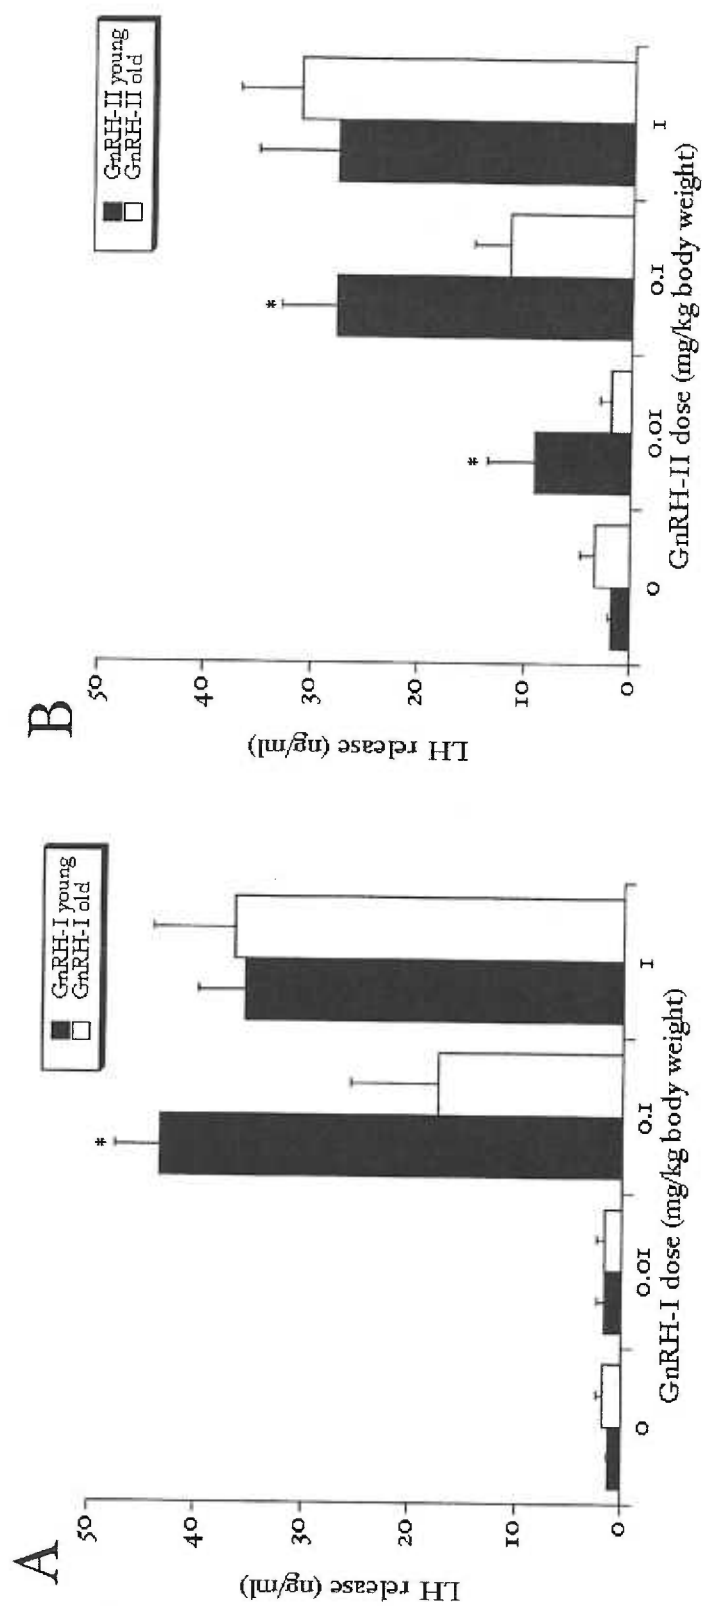 A
GnRH-I young
GnRH-I old
LH release (ng/ml)
50
40
30
20
10
0
*
0
0.01
0.1
1
GnRH-I dose (mg/kg body weight)
B
GnRH-II young
GnRH-II old
LH release (ng/ml)
50
40
30
20
10
0
*
*
0
0.01
0.1
1
GnRH-II dose (mg/kg body weight)